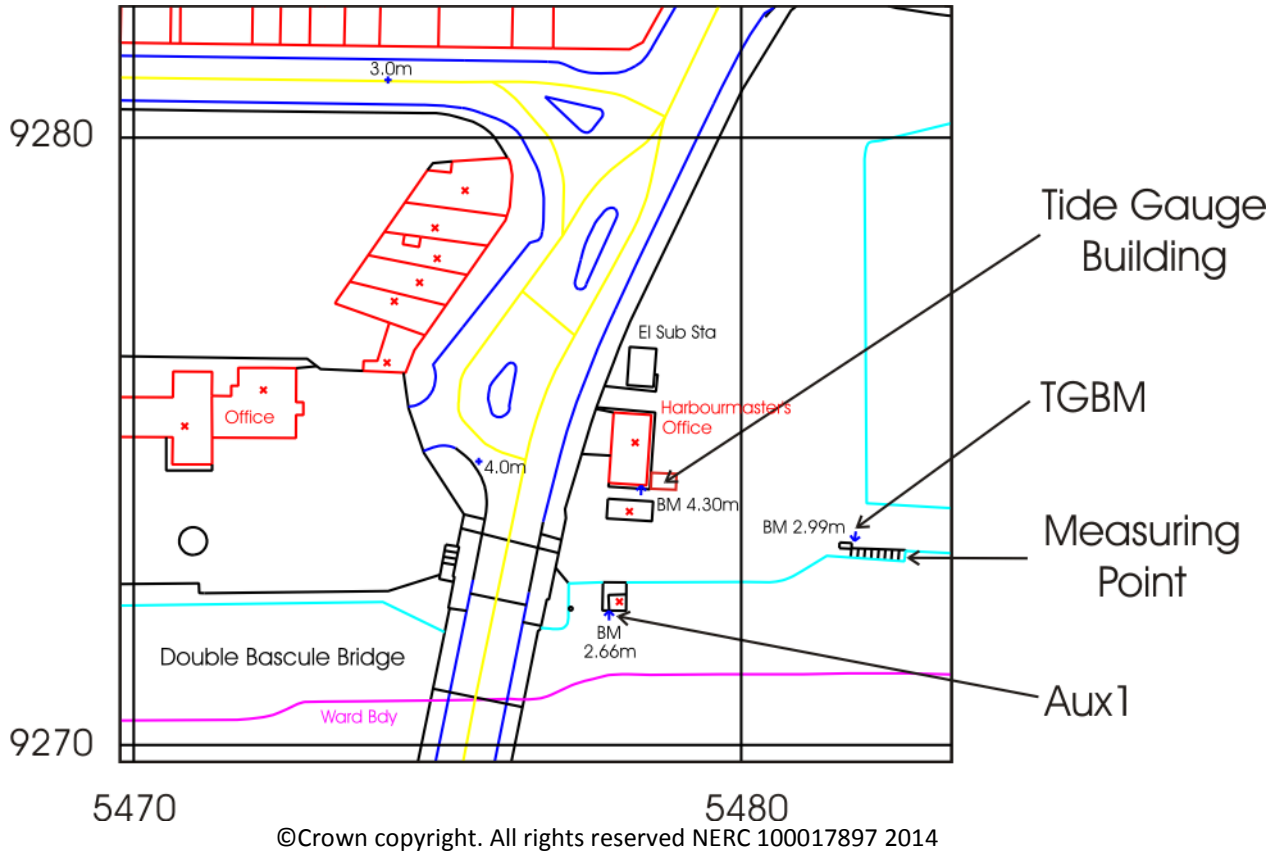 3.0m
9280
Tide Gauge
Building
El Sub Sta
TGBM
Harbourmaster's
Office
Office
4.0m
BM 4.30m
BM 2.99m
Measuring
Point
BM
2.66m
Double Bascule Bridge
Aux1
Ward Bdy
9270
5470
5480
©Crown copyright. All rights reserved NERC 100017897 2014